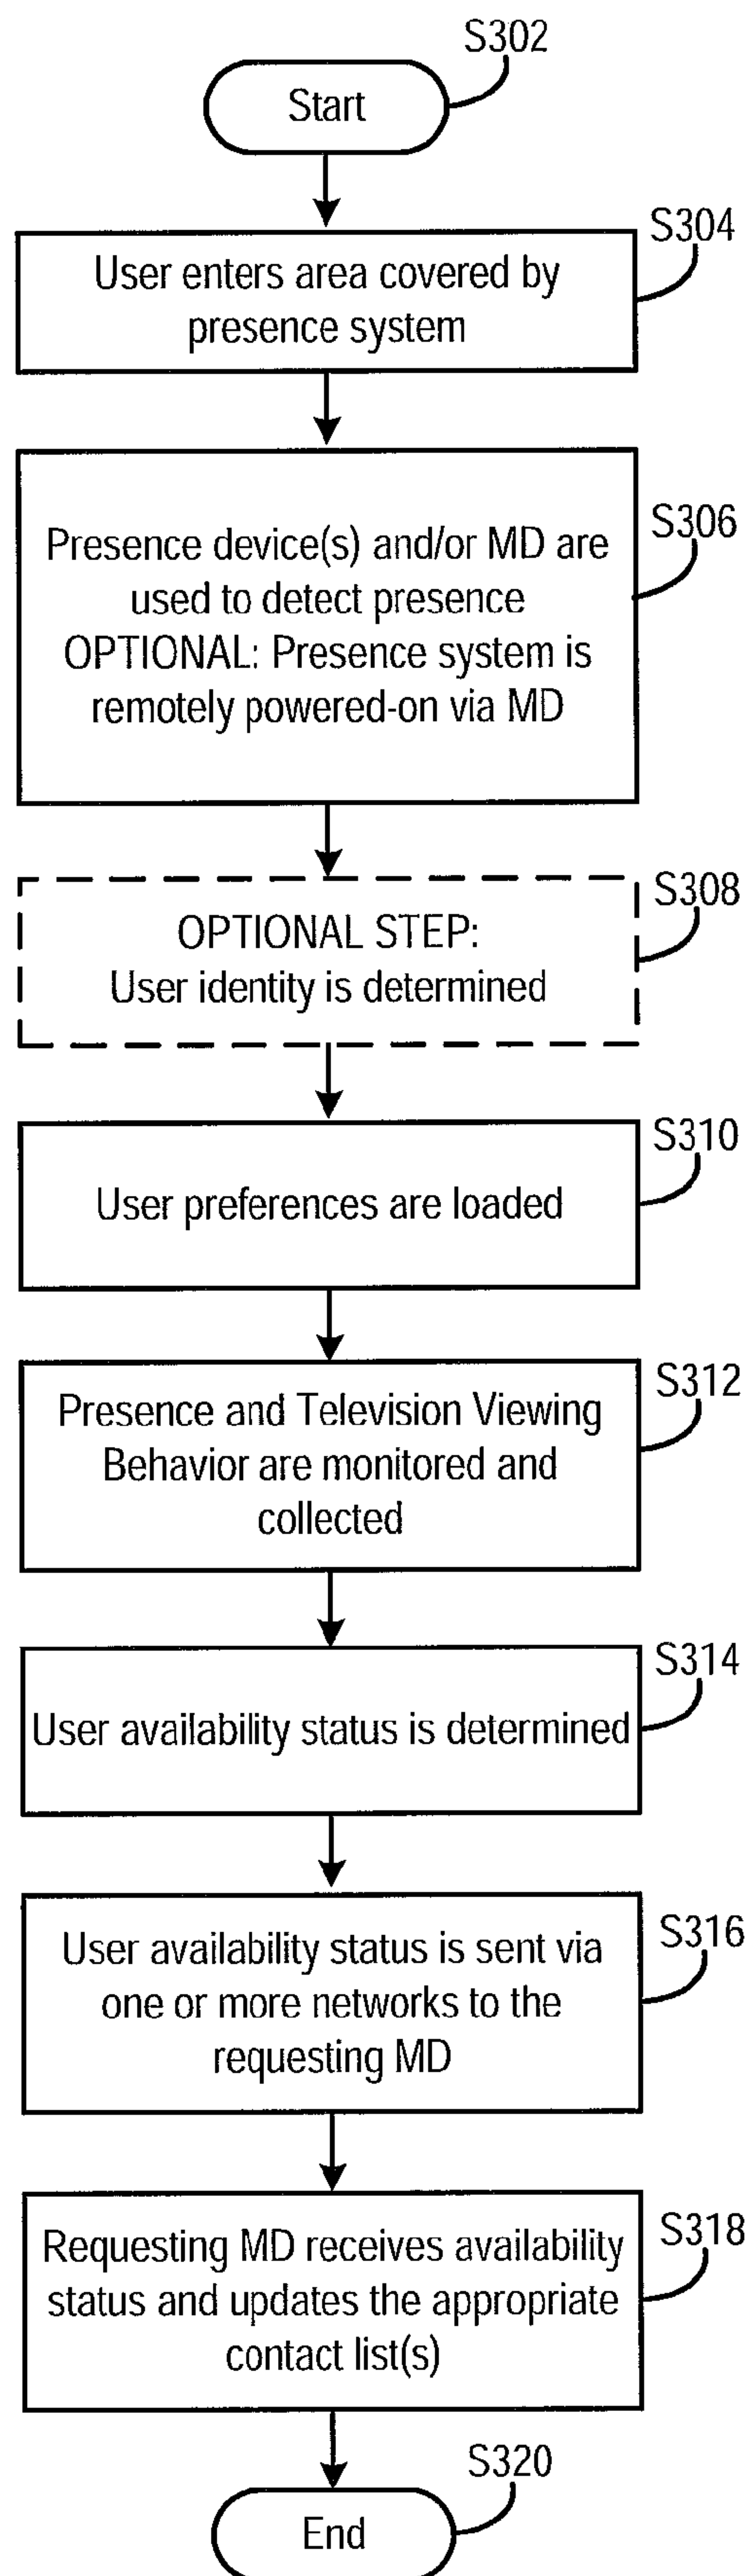 S302
Start
S304
User enters area covered by
presence system
S306
Presence device(s) and/or MD are
used to detect presence
OPTIONAL: Presence system is
remotely powered-on via MD
S308
OPTIONAL STEP:
User identity is determined
S310
User preferences are loaded
S312
Presence and Television Viewing
Behavior are monitored and
collected
S314
User availability status is determined
S316
User availability status is sent via
one or more networks to the
requesting MD
S318
Requesting MD receives availability
status and updates the appropriate
contact list(s)
S320
End